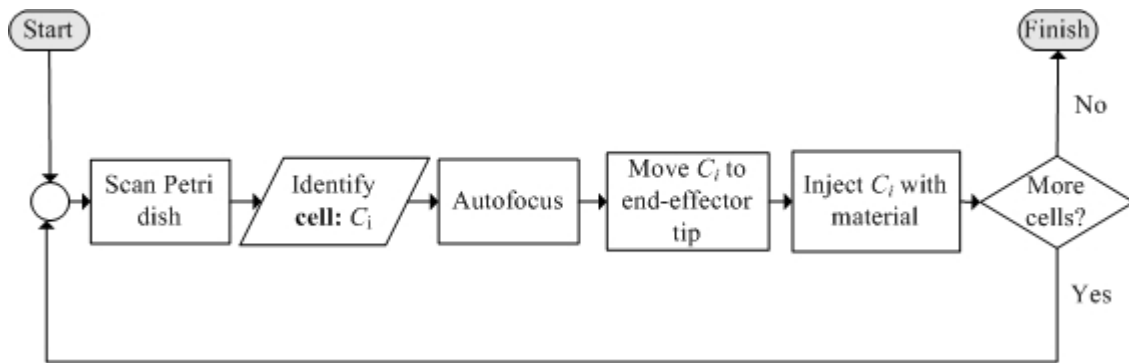 Start
Finish
No
Scan Petri
dish
Identify
cell: Ci
Autofocus
Move Ci to
end-effector
tip
Inject Ci with
material
More
cells?
Yes